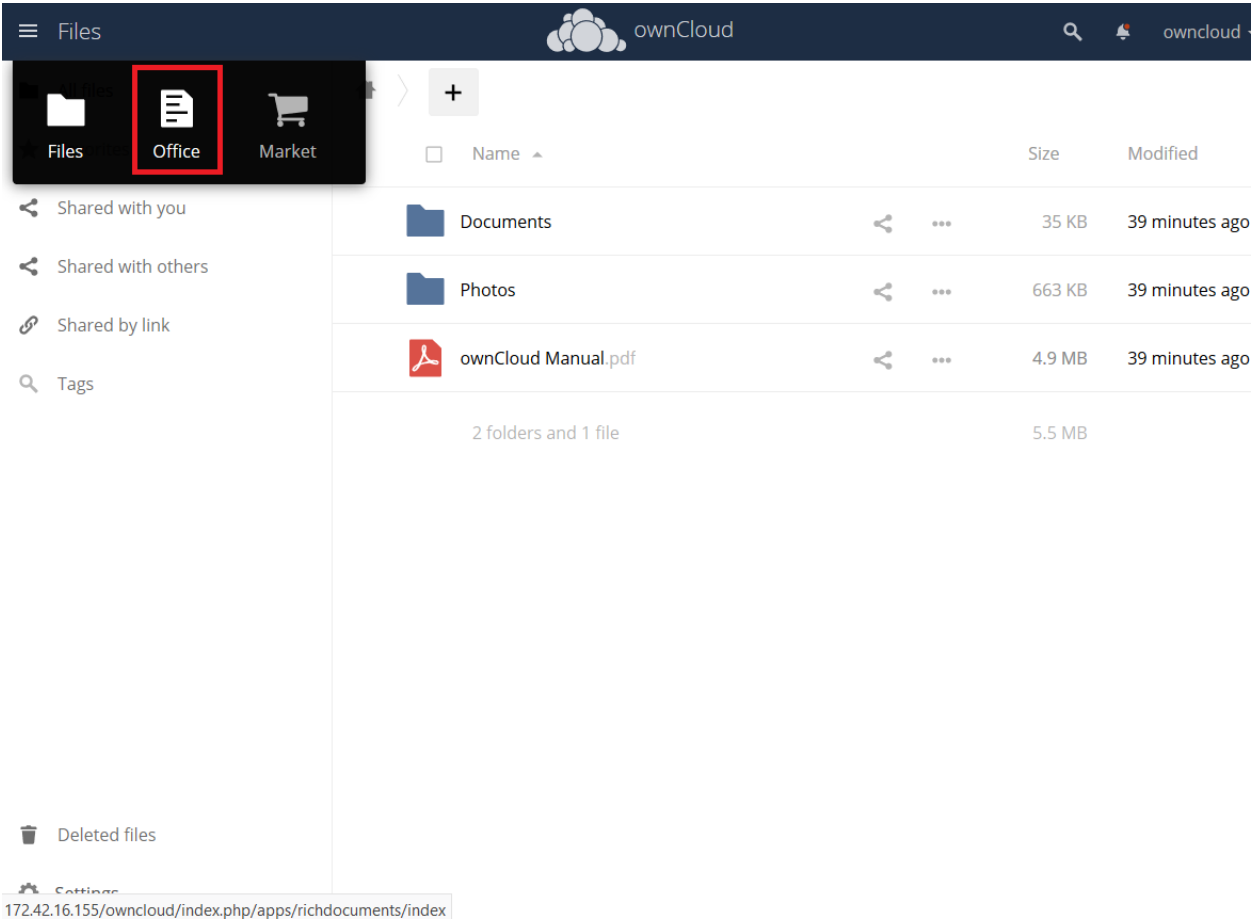 Files
ownCloud
owncloud
All files
Files
Office
Market
Name
Size
Modified
Shared with you
Documents
35 KB
39 minutes ago
Shared with others
Photos
663 KB
39 minutes ago
Shared by link
ownCloud Manual.pdf
4.9 MB
39 minutes ago
Tags
2 folders and 1 file
5.5 MB
Deleted files
Settings
172.42.16.155/owncloud/index.php/apps/richdocuments/index